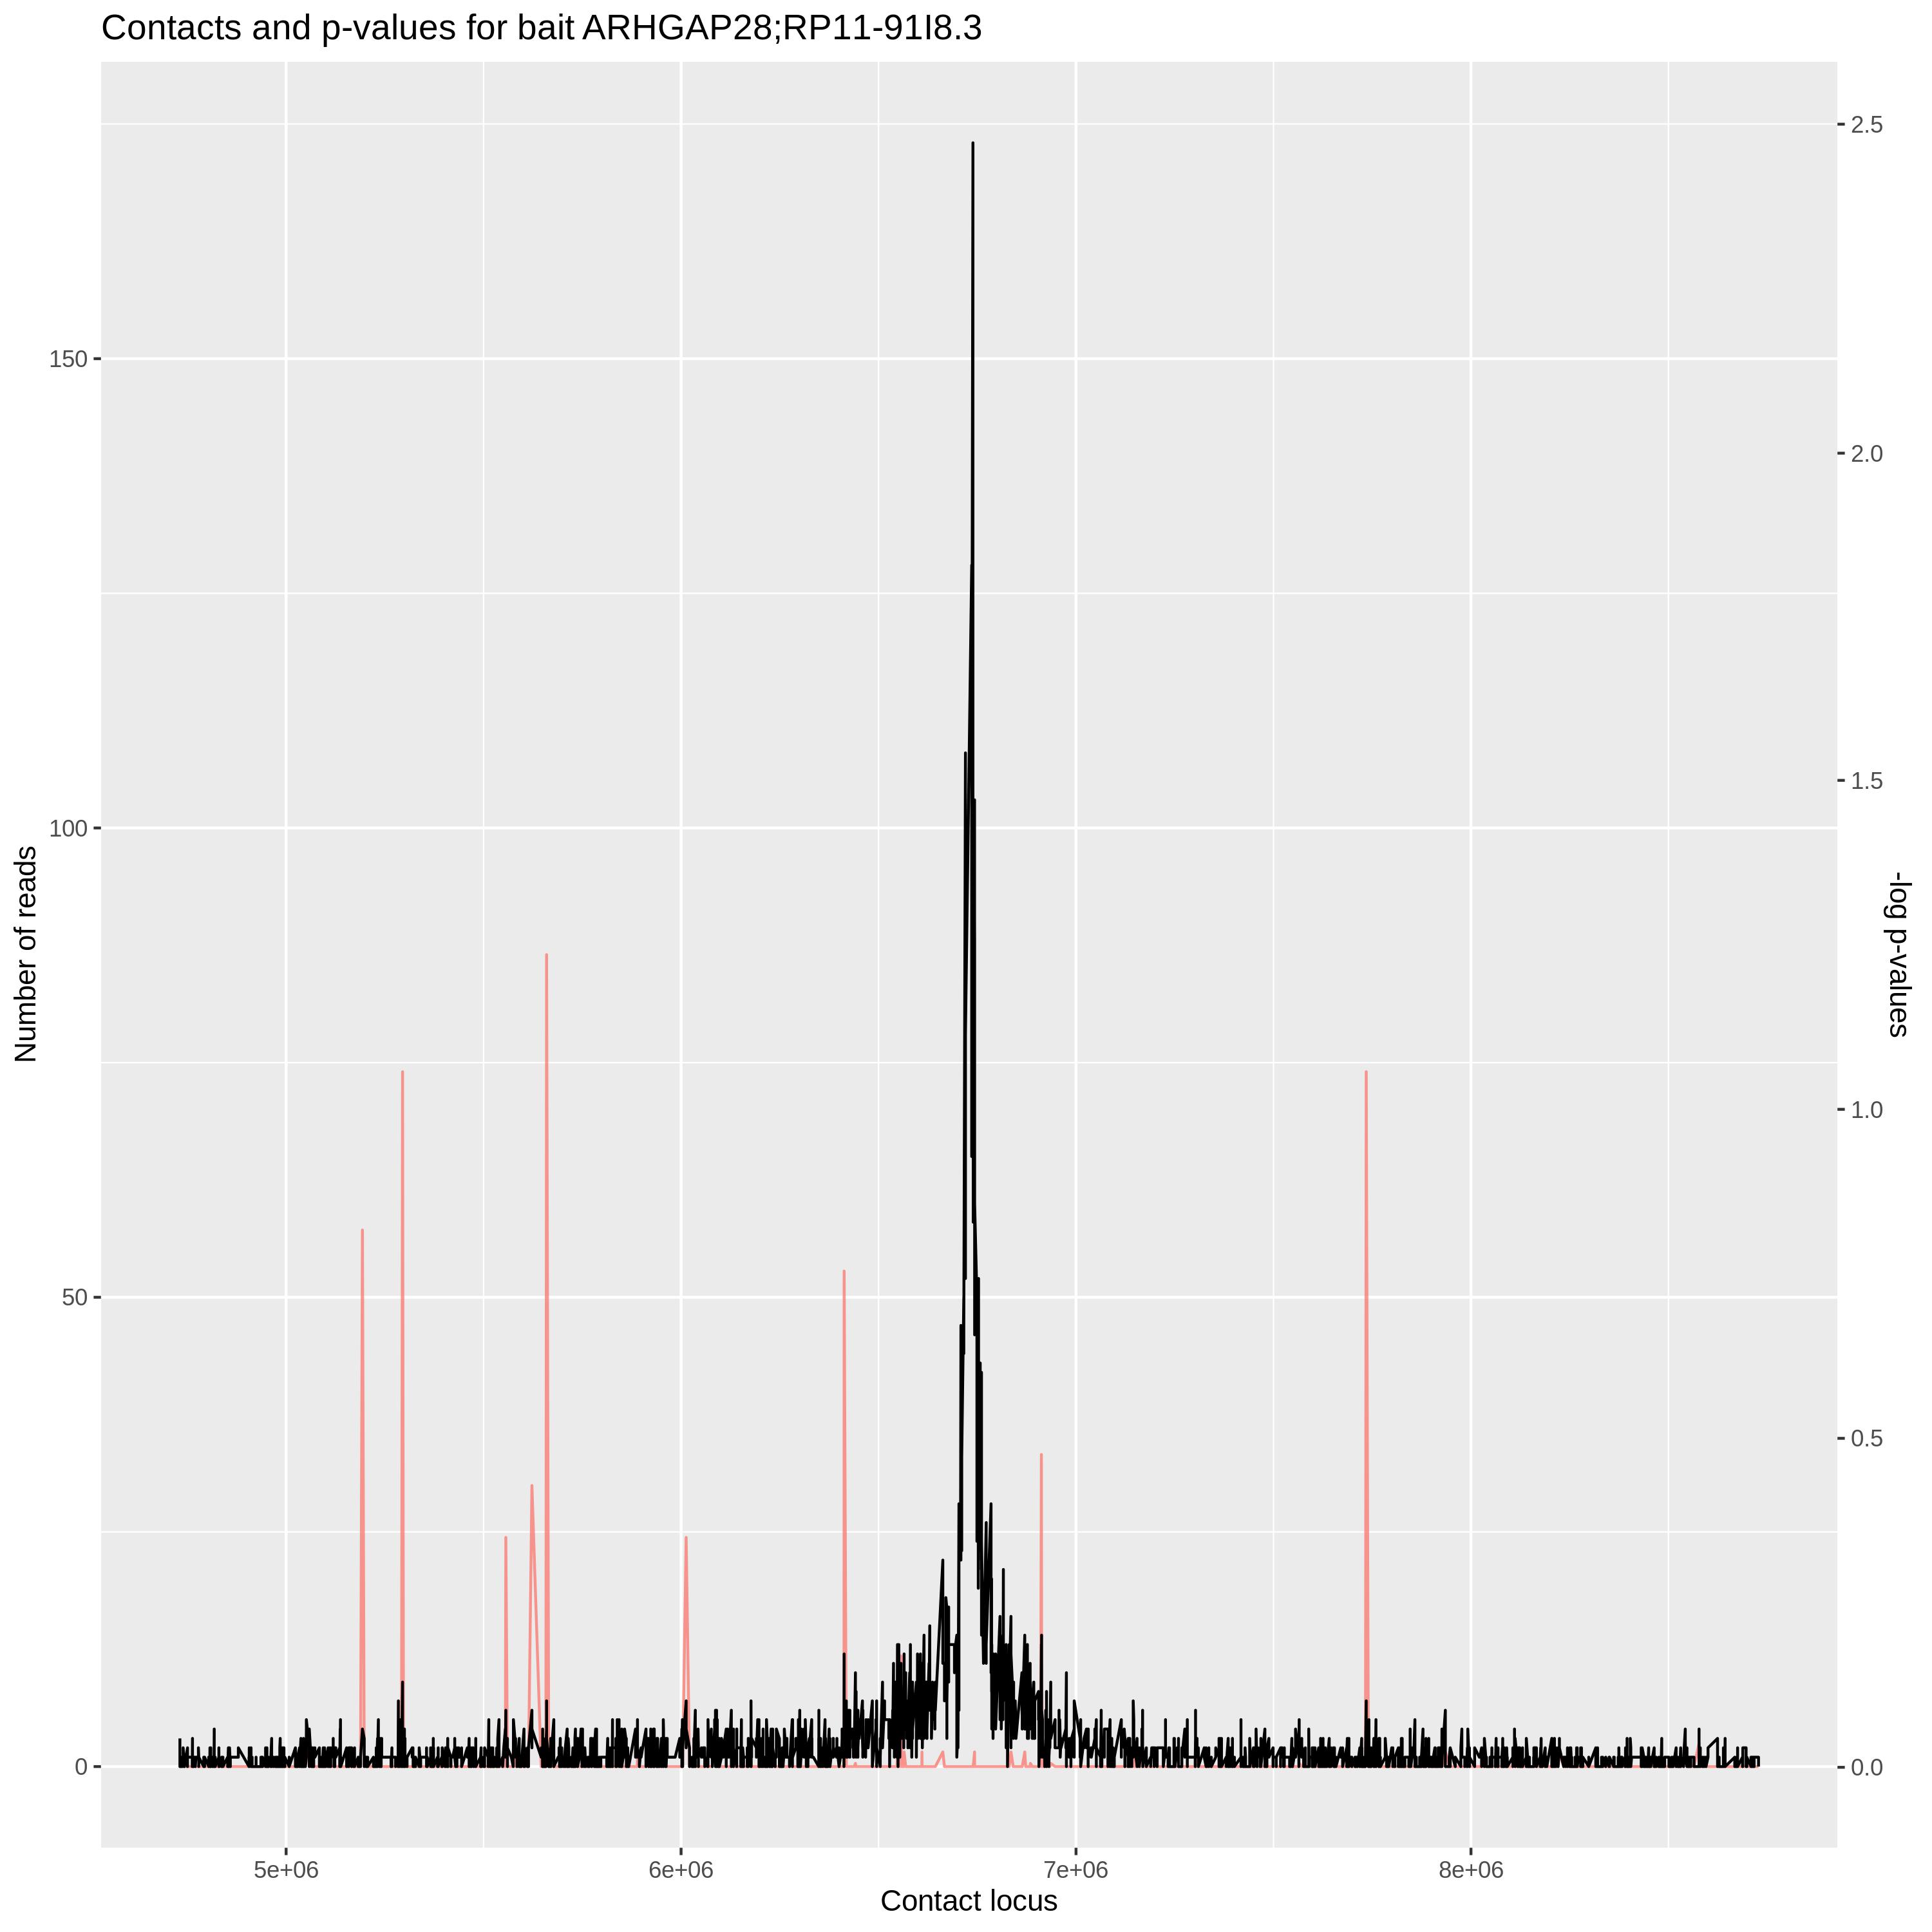 Contacts and p-values for bait ARHGAP28;RP11-91I8.3
150
100
50
0
Number of reads
2.5
2.0
1.5
1.0
0.5
0.0
-log p-values
5e+06
6e+06
7e+06
8e+06
Contact locus